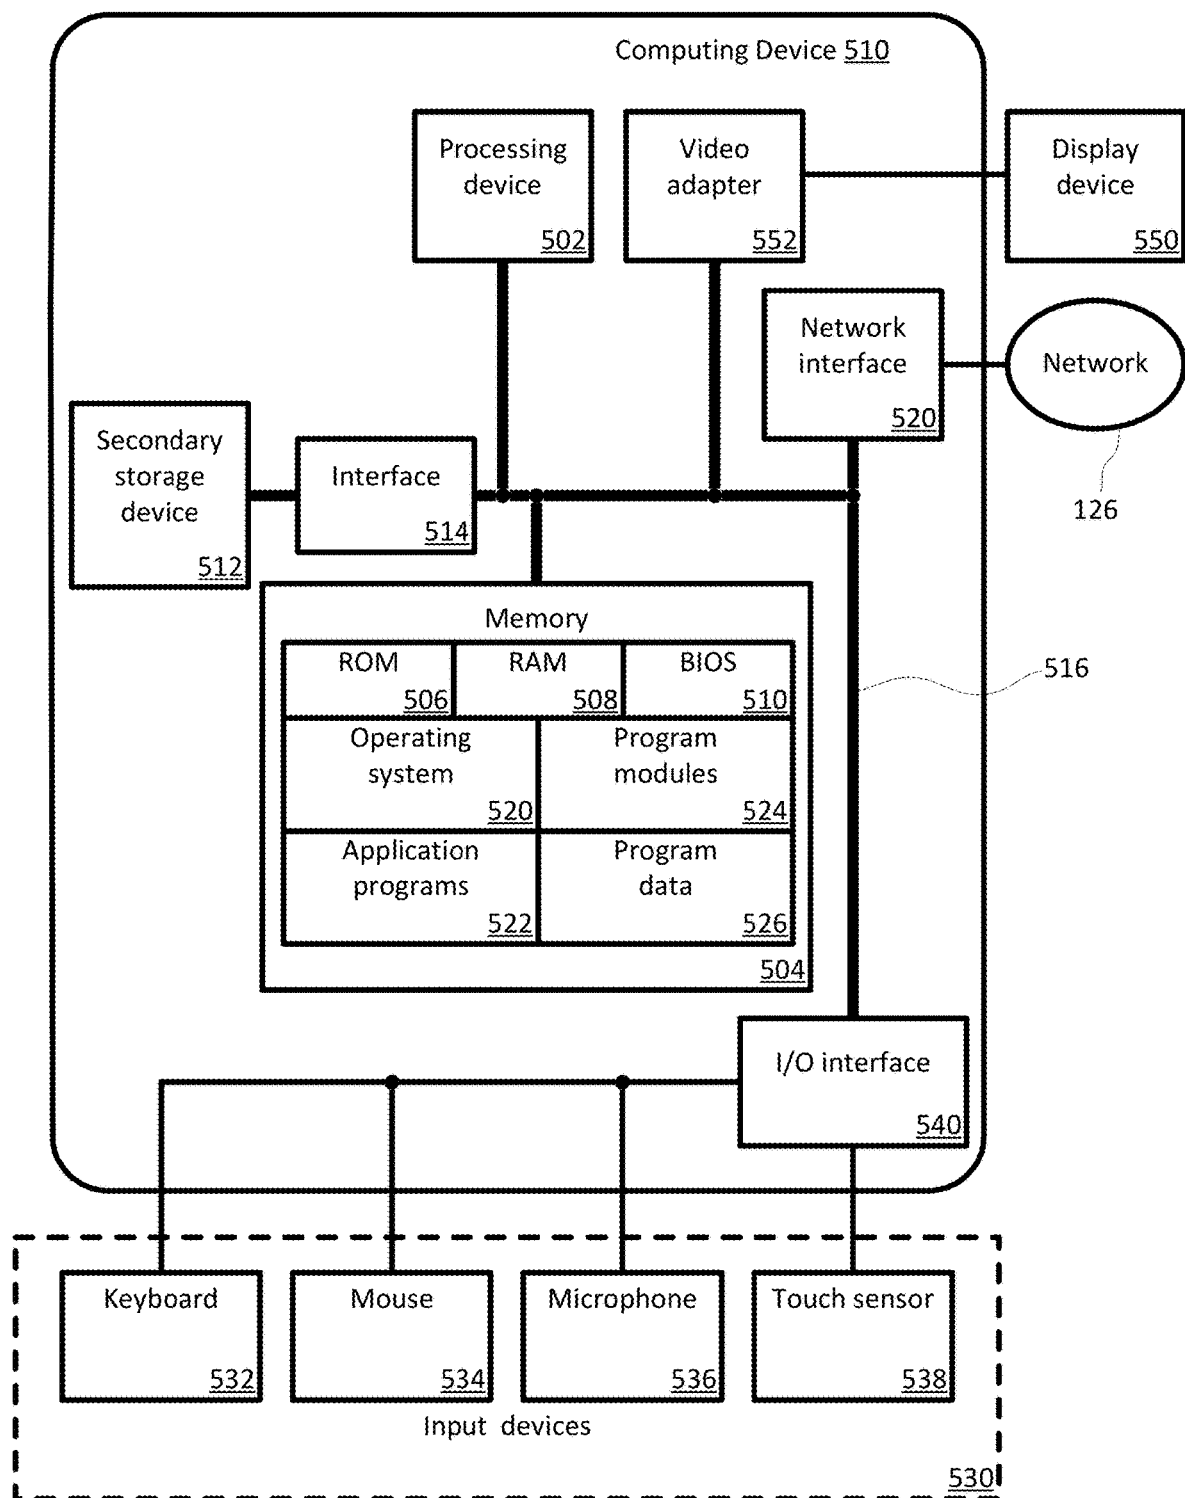 Computing Device 510
Processing
device
502
Video
adapter
552
Display
device
550
Network
interface
520
Network
126
Secondary
storage
device
512
Interface
514
516
Memory
ROM
506
RAM
508
BIOS
510
Operating
system
520
Program
modules
524
Application
programs
522
Program
data
526
504
I/O interface
540
Keyboard
532
Mouse
534
Microphone
536
Touch sensor
538
Input devices
530